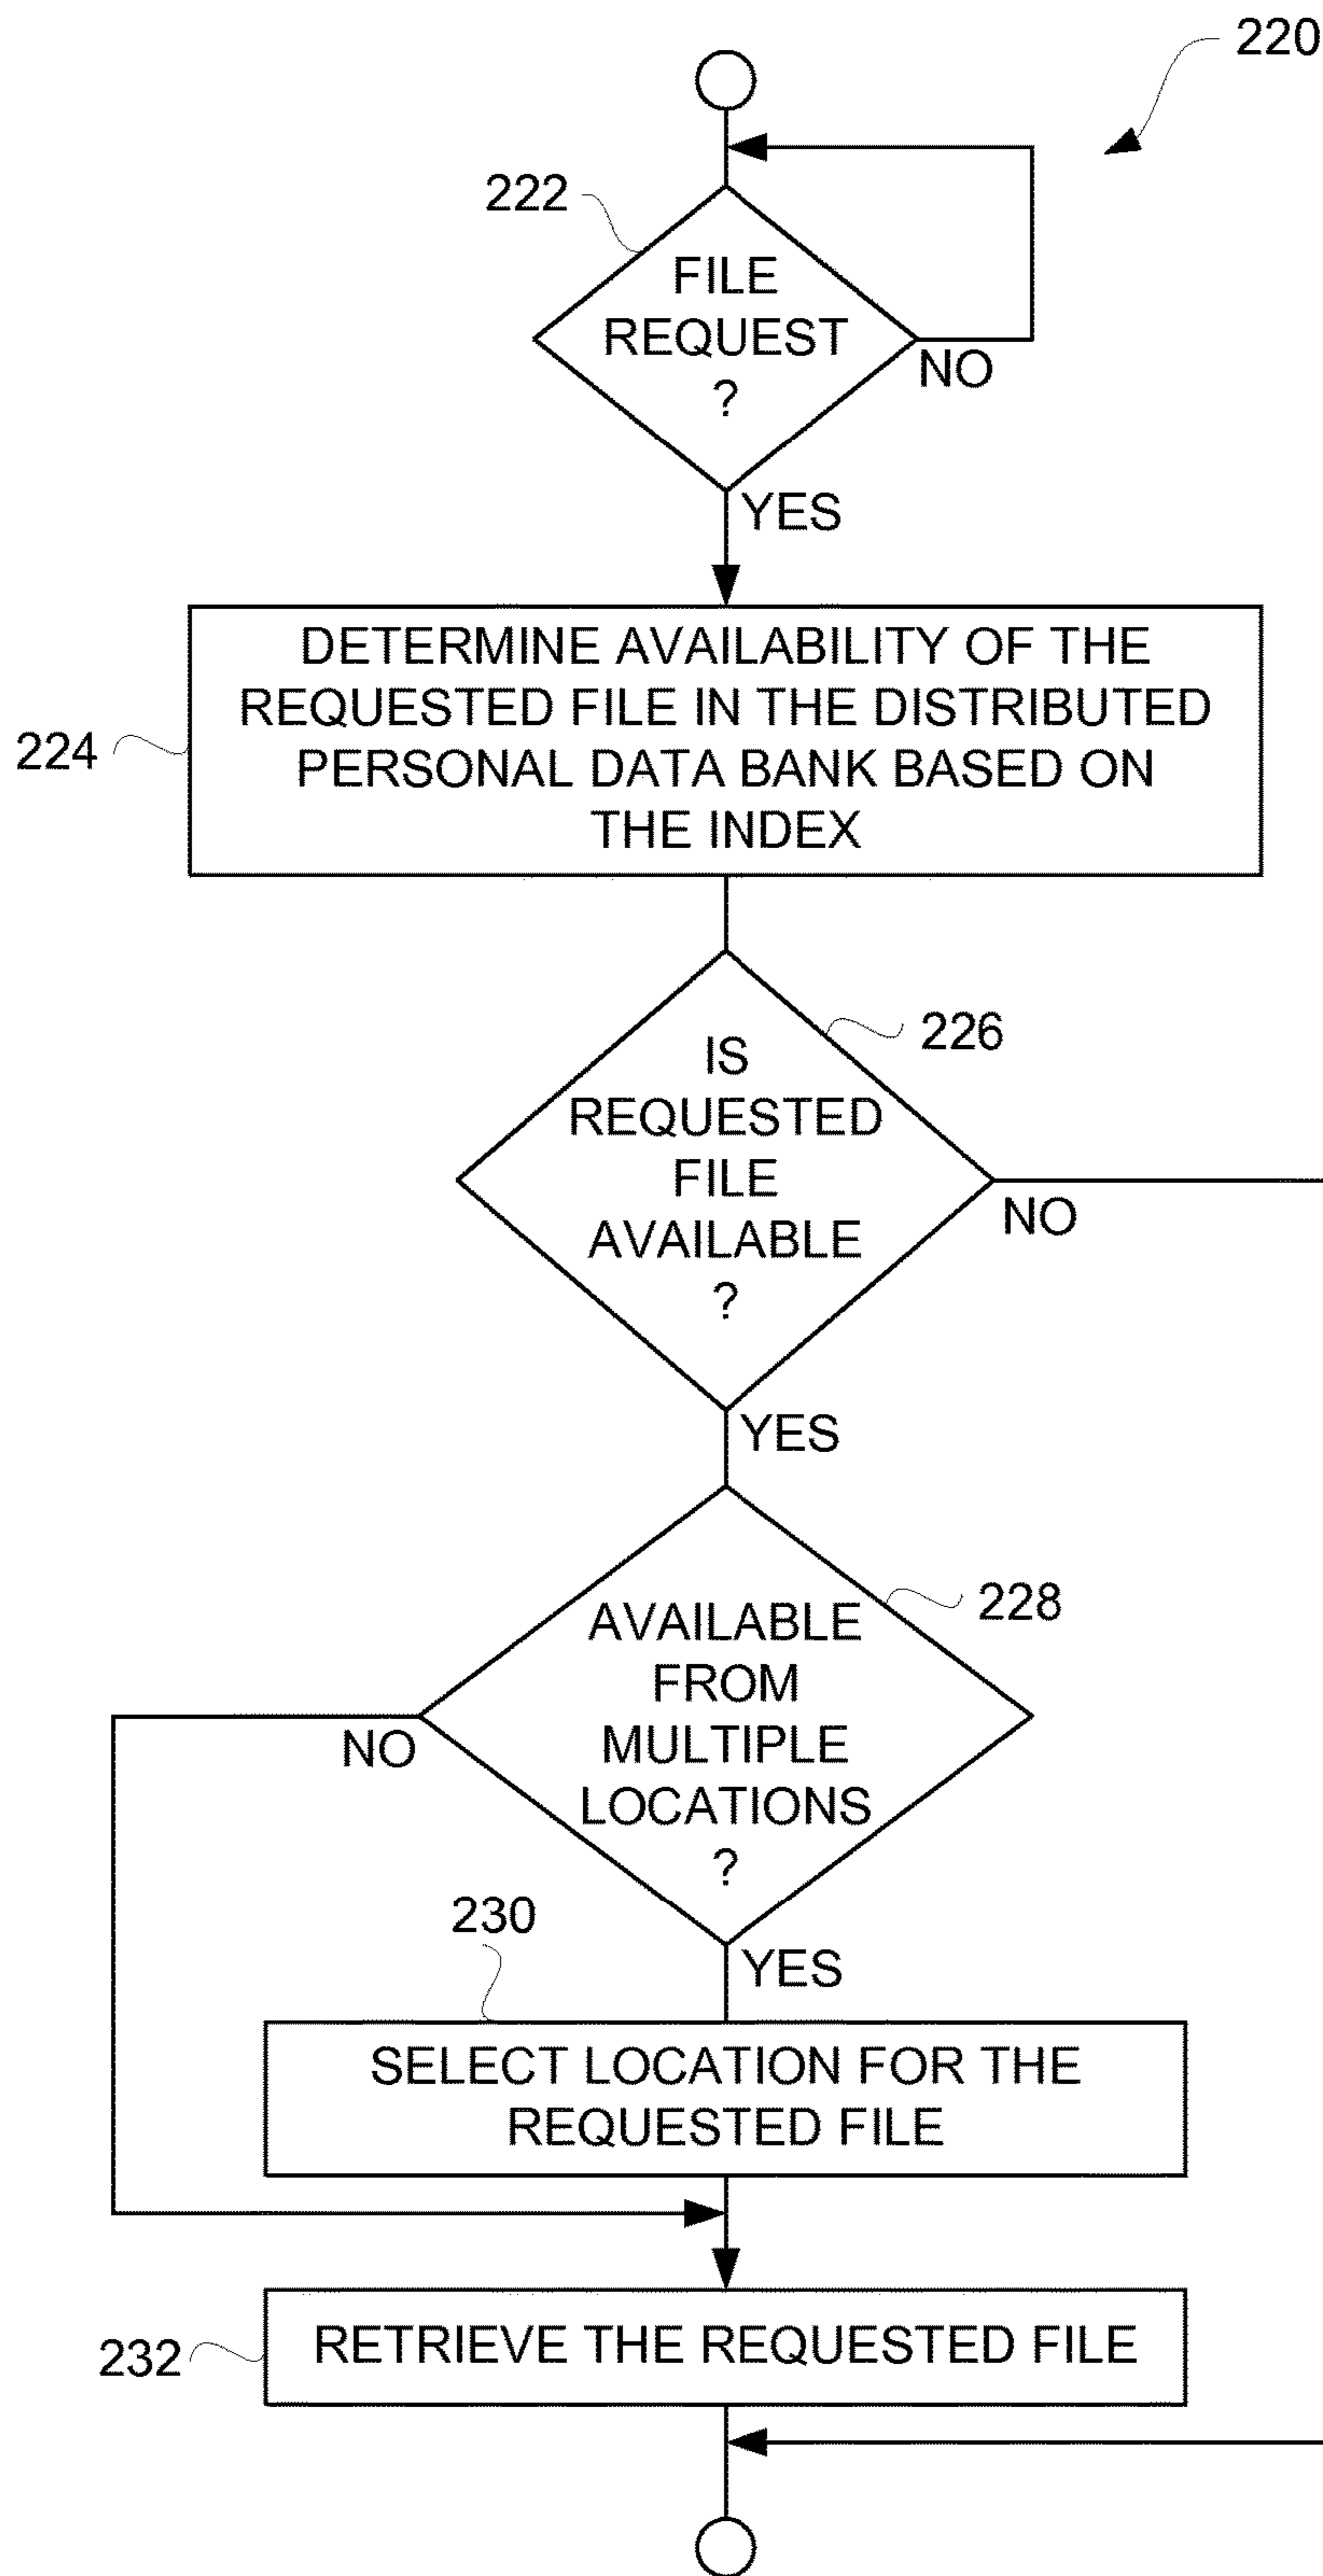 220
222
FILE
REQUEST
?
NO
YES
224
DETERMINE AVAILABILITY OF THE
REQUESTED FILE IN THE DISTRIBUTED
PERSONAL DATA BANK BASED ON
THE INDEX
226
IS
REQUESTED
FILE
AVAILABLE
?
NO
YES
228
AVAILABLE
FROM
MULTIPLE
LOCATIONS
?
NO
YES
230
SELECT LOCATION FOR THE
REQUESTED FILE
232
RETRIEVE THE REQUESTED FILE